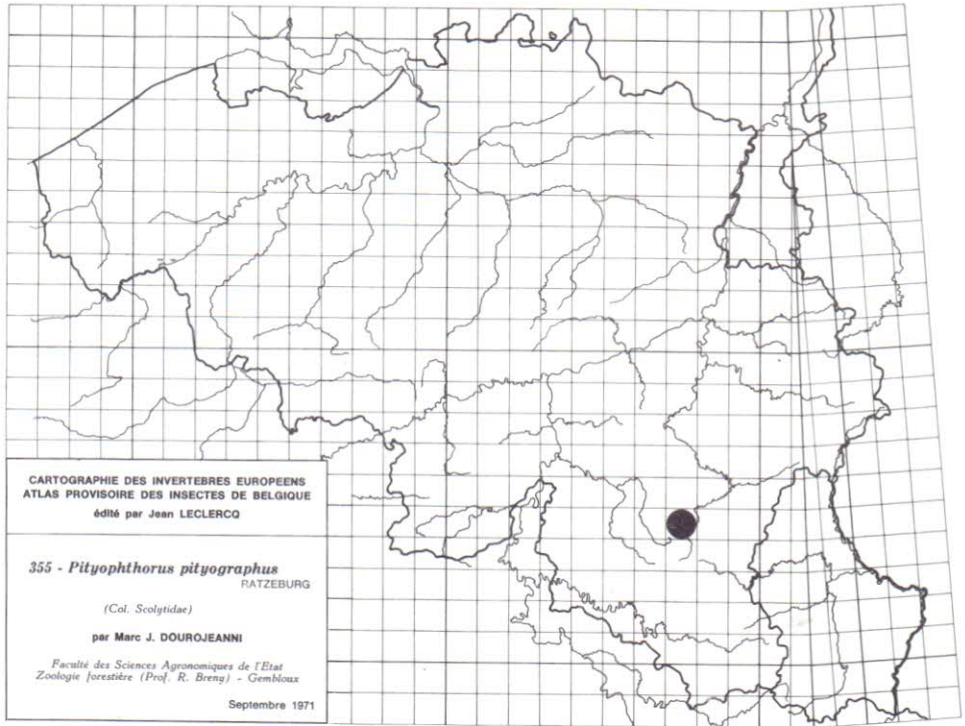 CARTOGRAPHIE DES INVERTEBRES EUROPEENS
ATLAS PROVISOIRE DES INSECTES DE BELGIQUE
édité par Jean LECLERCQ
355 - Pityophthorus pityographus
RATZEBURG
(Col. Scolytidae)
par Marc J. DOUROJEANNI
Faculté des Sciences Agronomiques de l'Etat
Zoologie forestière (Prof. R. Breny) - Gembloux
Septembre 1971